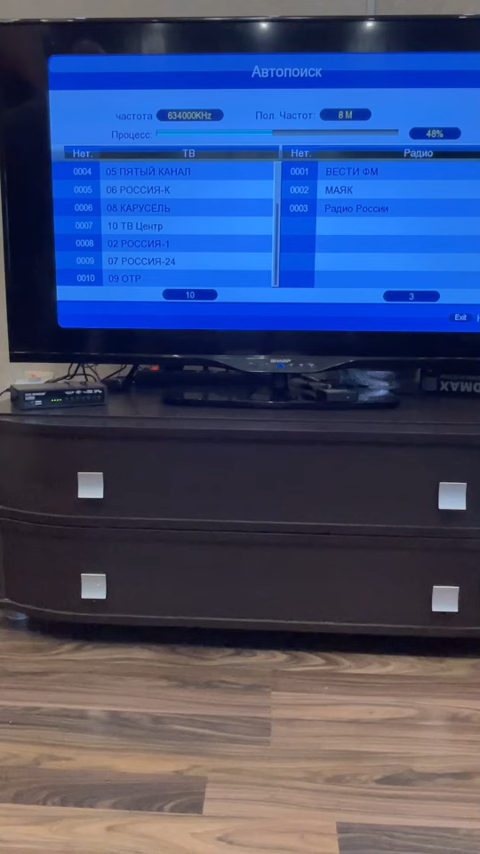 Автопоиск
частота 634000KHz Пол. Частот: 8 M
Процесс: 48%
Нет. ТВ Нет. Радио
0004 05 ПЯТЫЙ КАНАЛ 0001 ВЕСТИ ФМ
0005 06 РОССИЯ-К 0002 МАЯК
0006 08 КАРУСЕЛЬ 0003 Радио России
0007 10 ТВ Центр
0008 02 РОССИЯ-1
0009 07 РОССИЯ-24
0010 09 ОТР
10 3
Exit
SHARP